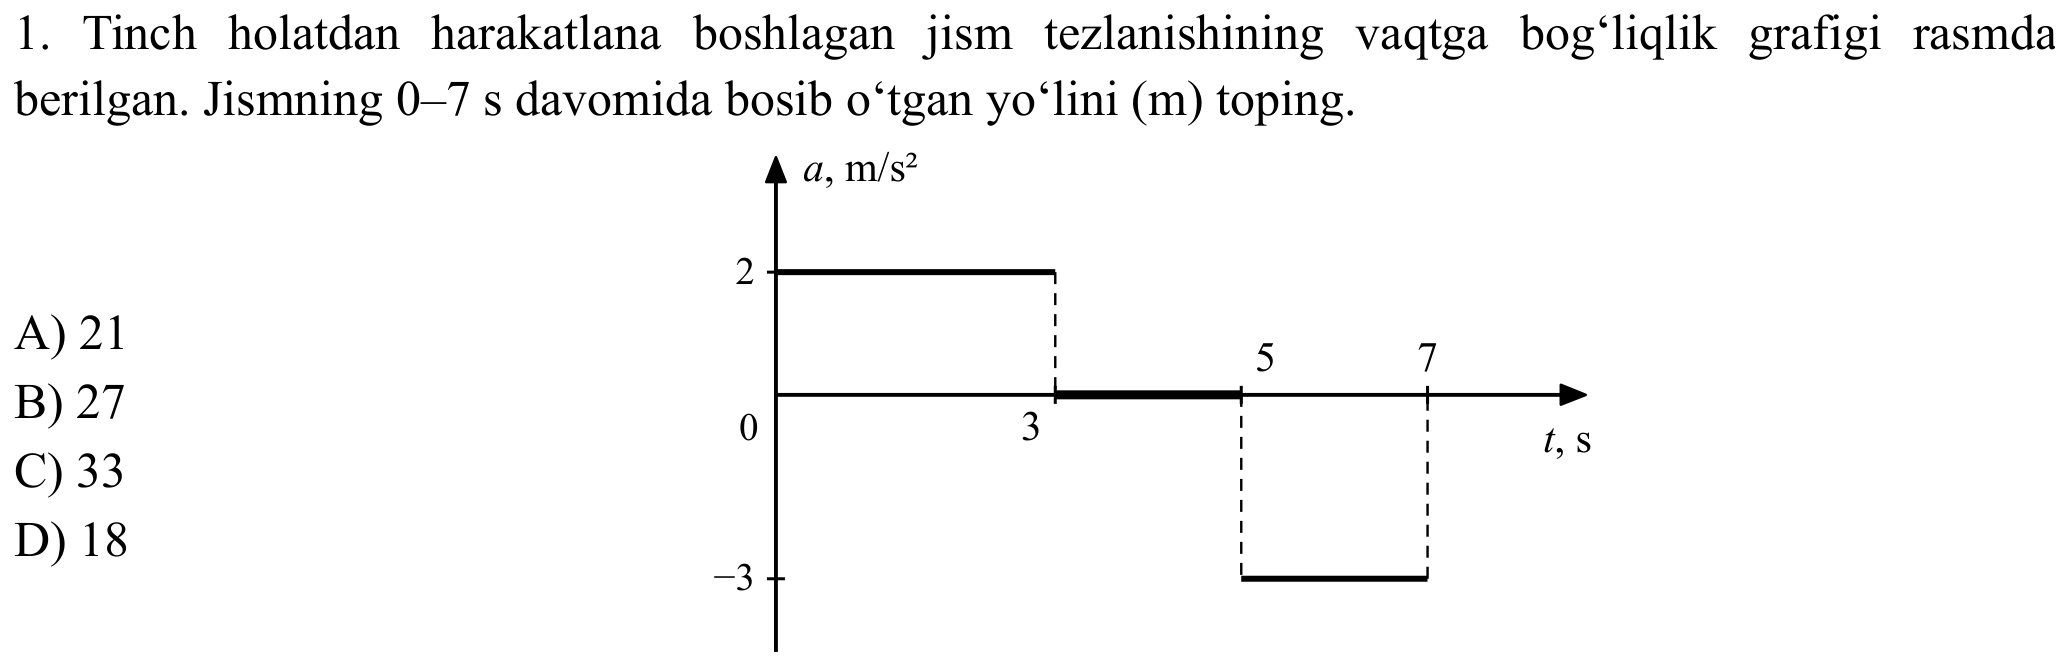 1. Tinch holatdan harakatlana boshlagan jism tezlanishining vaqtga bog‘liqlik grafigi rasmda
berilgan. Jismning 0–7 s davomida bosib o‘tgan yo‘lini (m) toping.
a, m/s²
2
A) 21
5 7
B) 27
0 3
t, s
C) 33
D) 18
−3